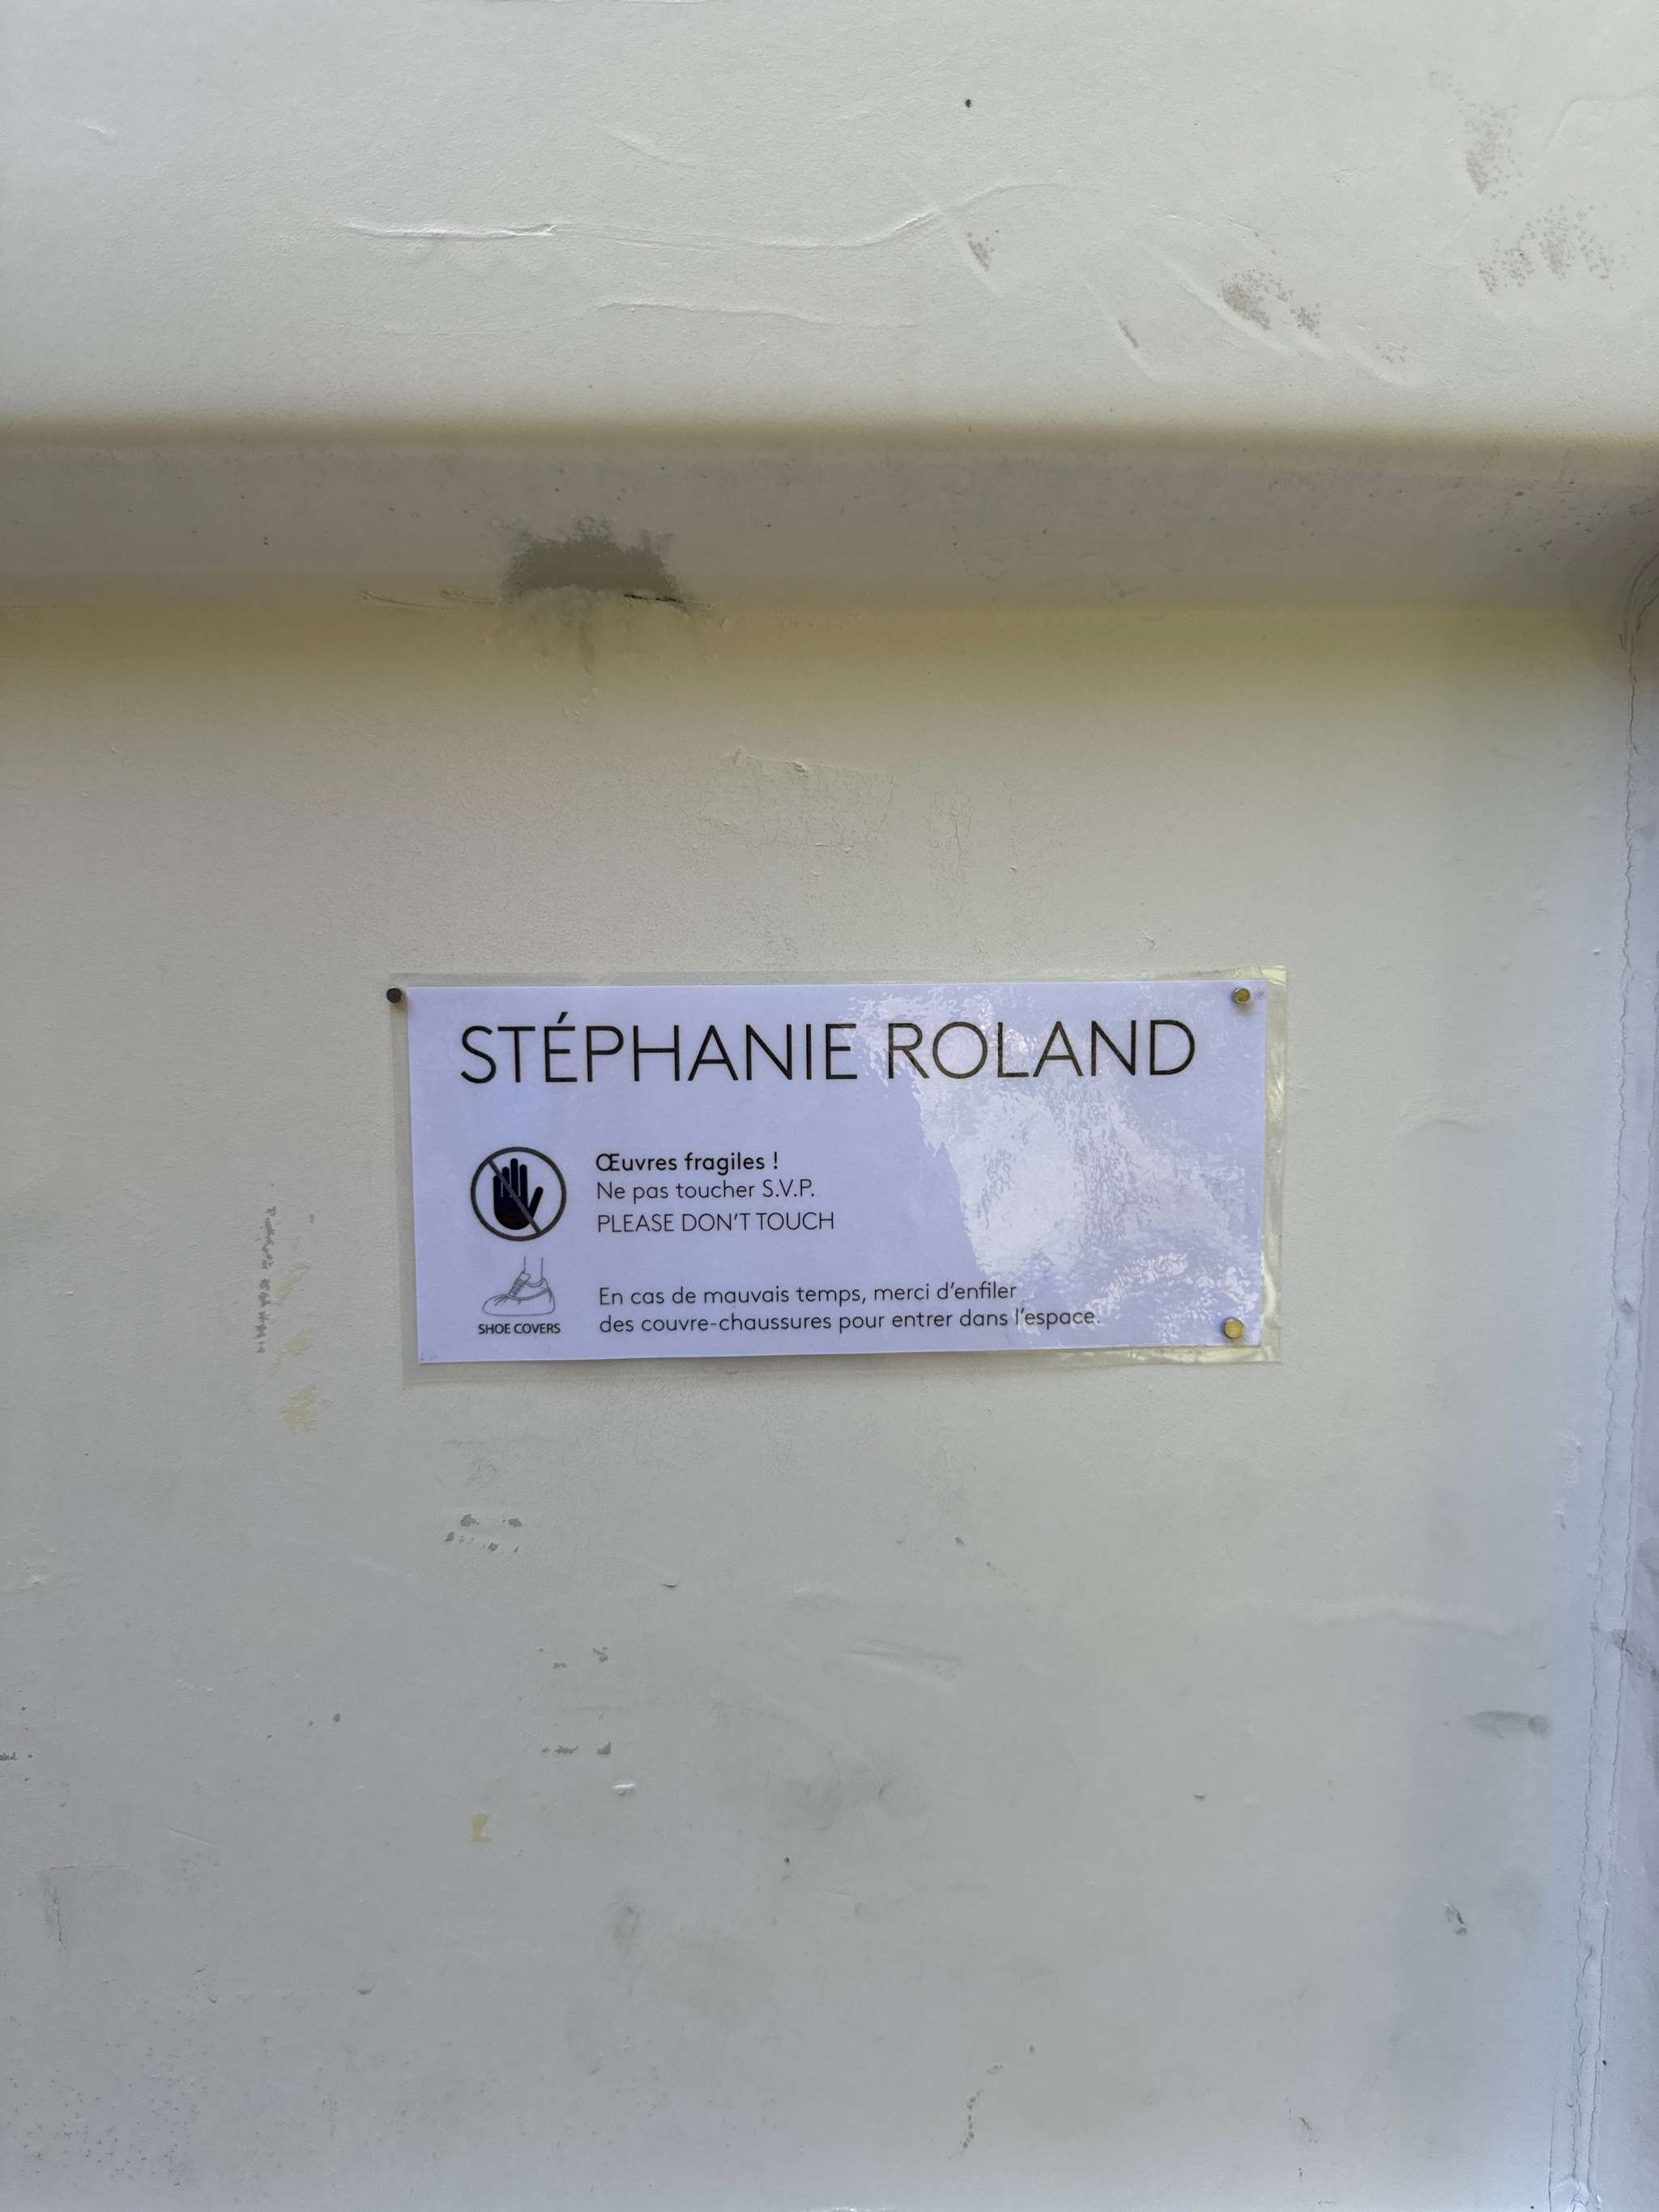 STÉPHANIE ROLAND
Œuvres fragiles !
Ne pas toucher S.V.P.
PLEASE DON'T TOUCH
En cas de mauvais temps, merci d'enfiler
des couvre-chaussures pour entrer dans l'espace.
SHOE COVERS